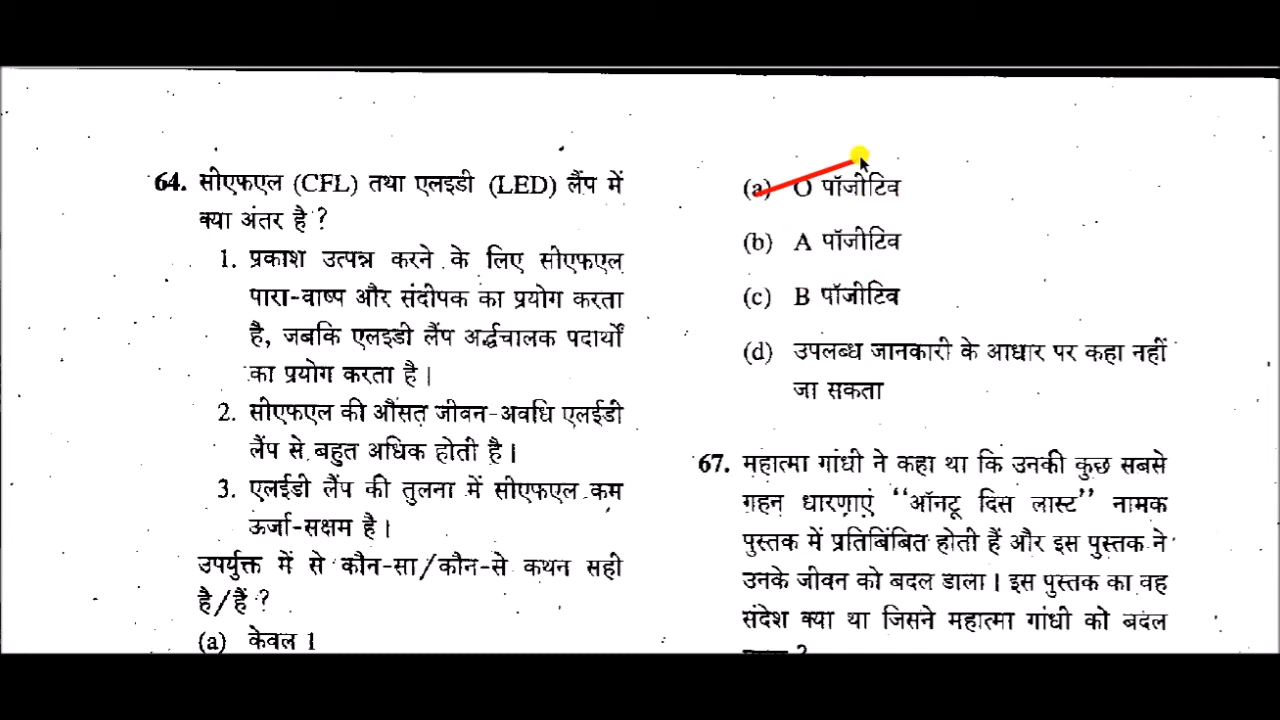 64. सीएफएल (CFL) तथा एलइडी (LED) लैंप में
क्या अंतर है ?
1. प्रकाश उत्पन्न करने के लिए सीएफएल
पारा-वाष्प और संदीपक का प्रयोग करता
है, जबकि एलइडी लैंप अर्द्धचालक पदार्थों
का प्रयोग करता है।
2. सीएफएल की औसत जीवन-अवधि एलईडी
लैंप से बहुत अधिक होती है।
3. एलईडी लैंप की तुलना में सीएफएल कम
ऊर्जा-सक्षम है।
उपर्युक्त में से कौन-सा/कौन-से कथन सही
है/हैं ?
(a) केवल 1
(a) O पॉजीटिव
(b) A पॉजीटिव
(c) B पॉजीटिव
(d) उपलब्ध जानकारी के आधार पर कहा नहीं
जा सकता
67. महात्मा गांधी ने कहा था कि उनकी कुछ सबसे
गहन धारणाएं “ऑनटू दिस लास्ट” नामक
पुस्तक में प्रतिबिंबित होती हैं और इस पुस्तक ने
उनके जीवन को बदल डाला। इस पुस्तक का वह
संदेश क्या था जिसने महात्मा गांधी को बदल